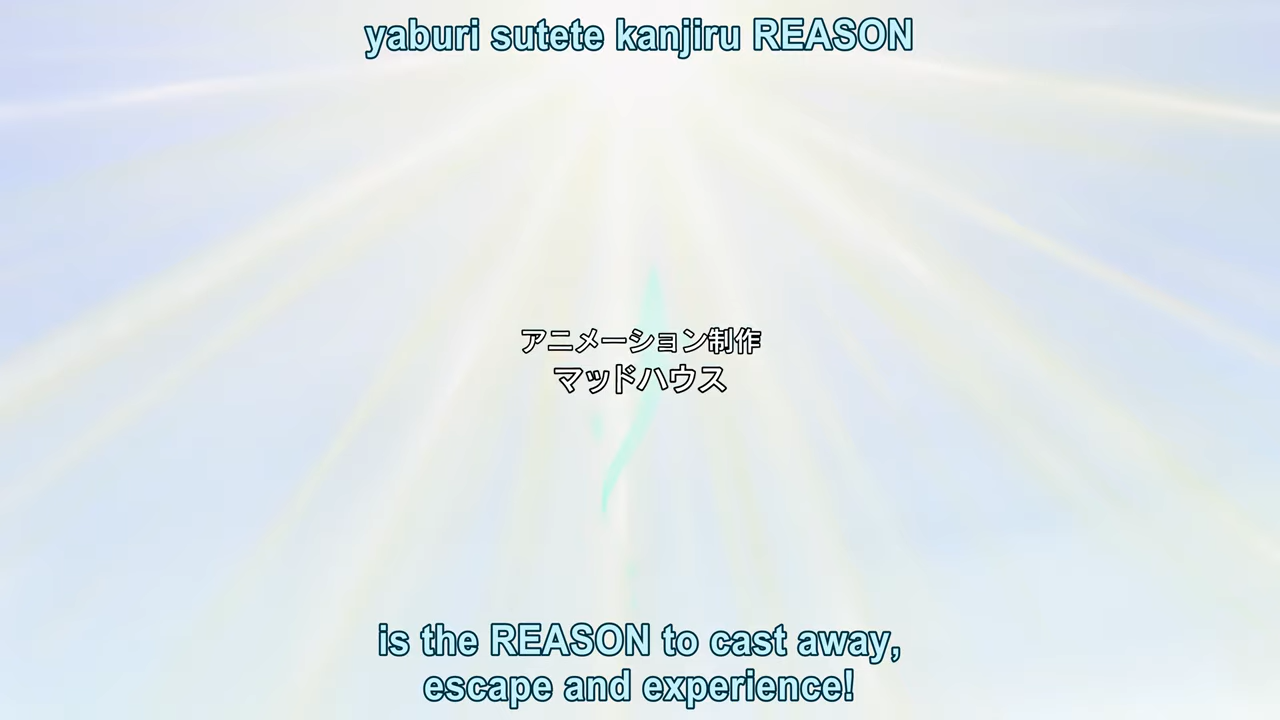 yaburi sutete kanjiru REASON
アニメーション制作
マッドハウス
is the REASON to cast away,
escape and experience!